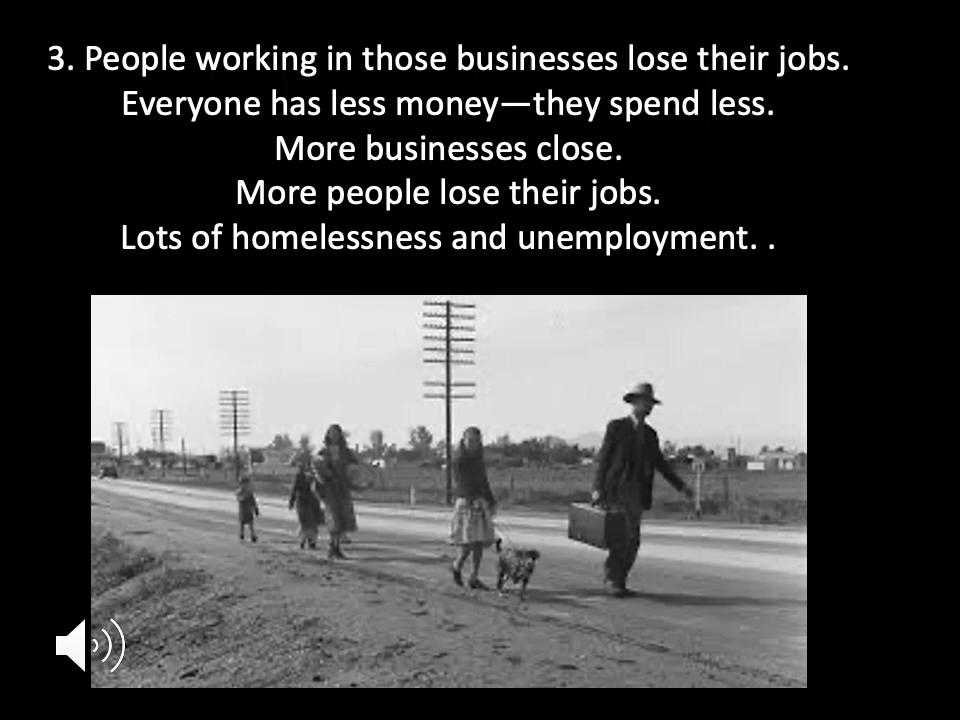 3. People working in those businesses lose their jobs.
Everyone has less money—they spend less.
More businesses close.
More people lose their jobs.
Lots of homelessness and unemployment. .